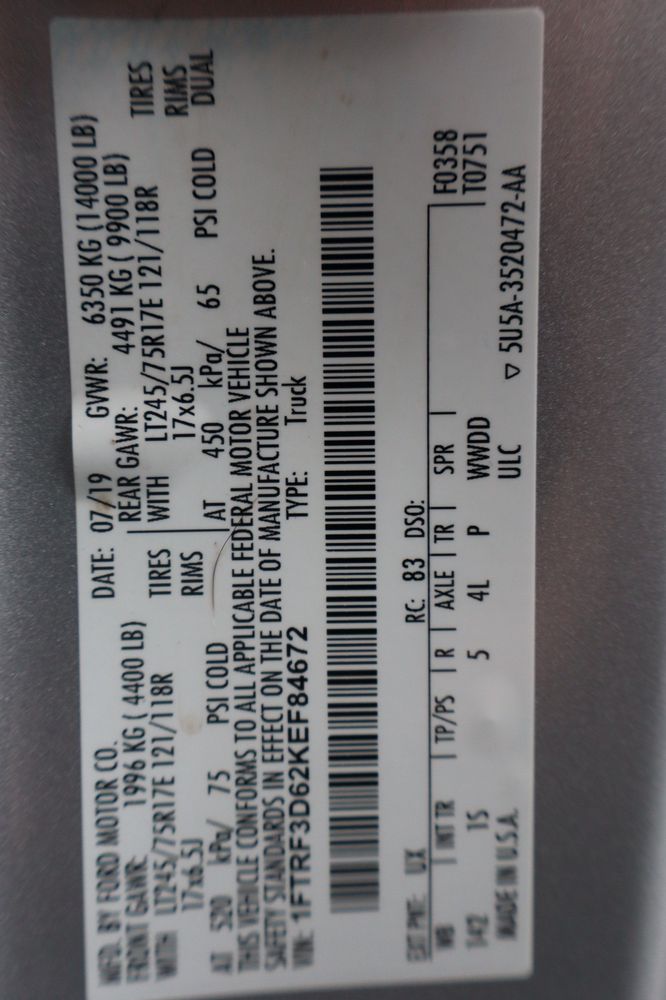 MFD. BY FORD MOTOR CO. DATE: 07/19 GVWR: 6350 KG (14000 LB)
FRONT GAWR: 1996 KG ( 4400 LB) REAR GAWR: 4491 KG ( 9900 LB)
WITH LT245/75R17E 121/118R TIRES WITH LT245/75R17E 121/118R TIRES
17x6.5J RIMS 17x6.5J RIMS
AT 520 kPa/ 75 PSI COLD AT 450 kPa/ 65 PSI COLD DUAL
THIS VEHICLE CONFORMS TO ALL APPLICABLE FEDERAL MOTOR VEHICLE
SAFETY STANDARDS IN EFFECT ON THE DATE OF MANUFACTURE SHOWN ABOVE.
VIN: 1FTRF3D62KEF84672 TYPE: Truck
EXT PNT: UX RC: 83 DSO:
WB INT TR TP/PS R AXLE TR SPR F0358
142 1S 5 4L P WWDD T0751
MADE IN U.S.A. ULC ▽ 5U5A-3520472-AA